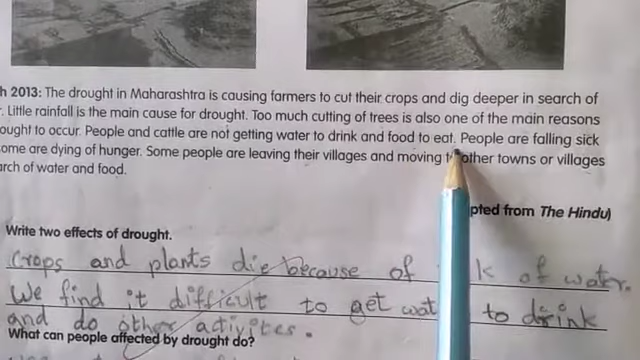 h 2013: The drought in Maharashtra is causing farmers to cut their crops and dig deeper in search of
. Little rainfall is the main cause for drought. Too much cutting of trees is also one of the main reasons
ought to occur. People and cattle are not getting water to drink and food to eat. People are falling sick
ome are dying of hunger. Some people are leaving their villages and moving other towns or villages
arch of water and food.
pted from The Hindu)
Write two effects of drought.
Crops and plants die because of k of water.
We find it difficult to get wat to drink
and do other activites.
What can people affected by drought do?